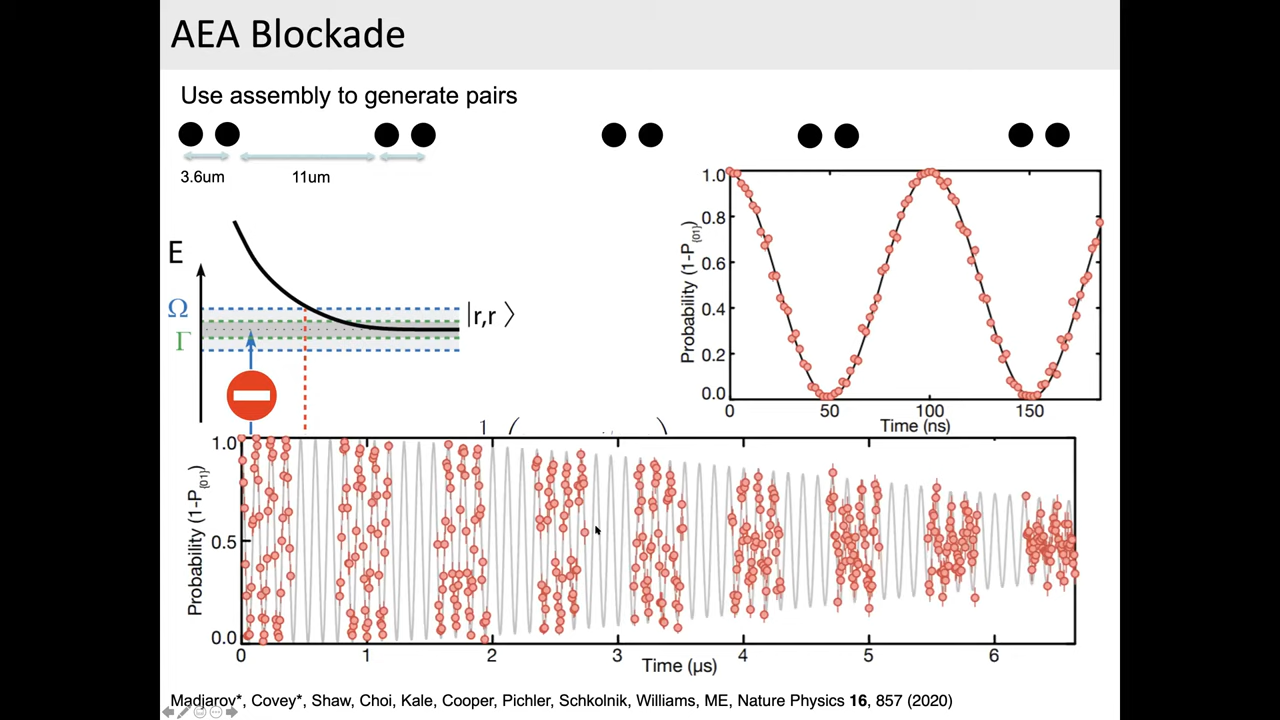 AEA Blockade
Use assembly to generate pairs
3.6um
11um
E
Ω
Γ
|r,r⟩
Probability (1-P{01})
1.0
0.8
0.6
0.4
0.2
0.0
0 50 100 150
Time (ns)
1 ( )
Probability (1-P{01})
1.0
0.5
0.0
0 1 2 3 4 5 6
Time (μs)
Madjarov*, Covey*, Shaw, Choi, Kale, Cooper, Pichler, Schkolnik, Williams, ME, Nature Physics 16, 857 (2020)